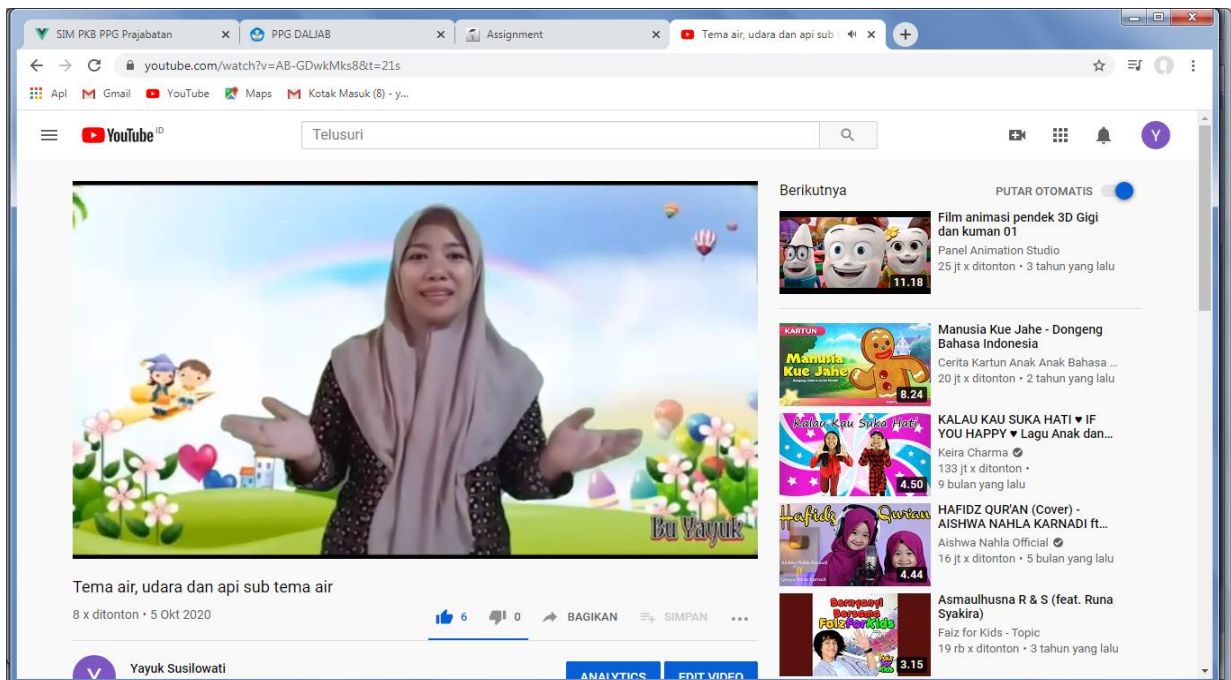 SIM PKB PPG Prajabatan
PPG DALJAB
Assignment
Tema air, udara dan api sub
youtube.com/watch?v=AB-GDwkMks8&t=21s
Apl
Gmail
YouTube
Maps
Kotak Masuk (8) - y...
YouTube ID
Telusuri
Y
Bu Yayuk
Tema air, udara dan api sub tema air
8 x ditonton • 5 Okt 2020
6
0
BAGIKAN
SIMPAN
Y
Yayuk Susilowati
ANALYTICS
EDIT VIDEO
Berikutnya
PUTAR OTOMATIS
11.18
Film animasi pendek 3D Gigi
dan kuman 01
Panel Animation Studio
25 jt x ditonton • 3 tahun yang lalu
KARTUN
Manusia
Kue Jahe
8.24
Manusia Kue Jahe - Dongeng
Bahasa Indonesia
Cerita Kartun Anak Anak Bahasa ...
20 jt x ditonton • 2 tahun yang lalu
Kalau Kau Suka Hati
4.50
KALAU KAU SUKA HATI ♥ IF
YOU HAPPY ♥ Lagu Anak dan...
Keira Charma
133 jt x ditonton •
9 bulan yang lalu
Hafidz Qur'an
4.44
HAFIDZ QUR'AN (Cover) -
AISHWA NAHLA KARNADI ft...
Aishwa Nahla Official
16 jt x ditonton • 5 bulan yang lalu
Bernyanyi
Bersama
FaizForKids
3.15
Asmaulhusna R & S (feat. Runa
Syakira)
Faiz for Kids - Topic
19 rb x ditonton • 3 tahun yang lalu